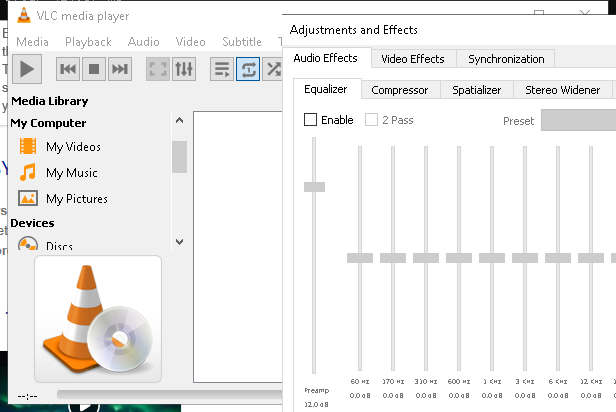 VLC media player
Media Playback Audio Video Subtitle
Media Library
My Computer
My Videos
My Music
My Pictures
Devices
Discs
--:--
Adjustments and Effects
Audio Effects Video Effects Synchronization
Equalizer Compressor Spatializer Stereo Widener
Enable 2 Pass Preset
60 Hz 170 Hz 310 Hz 600 Hz 1 KHz 3 KHz 6 KHz 12 KHz
Preamp 0.0 dB 0.0 dB 0.0 dB 0.0 dB 0.0 dB 0.0 dB 0.0 dB 0.0 dB
12.0 dB